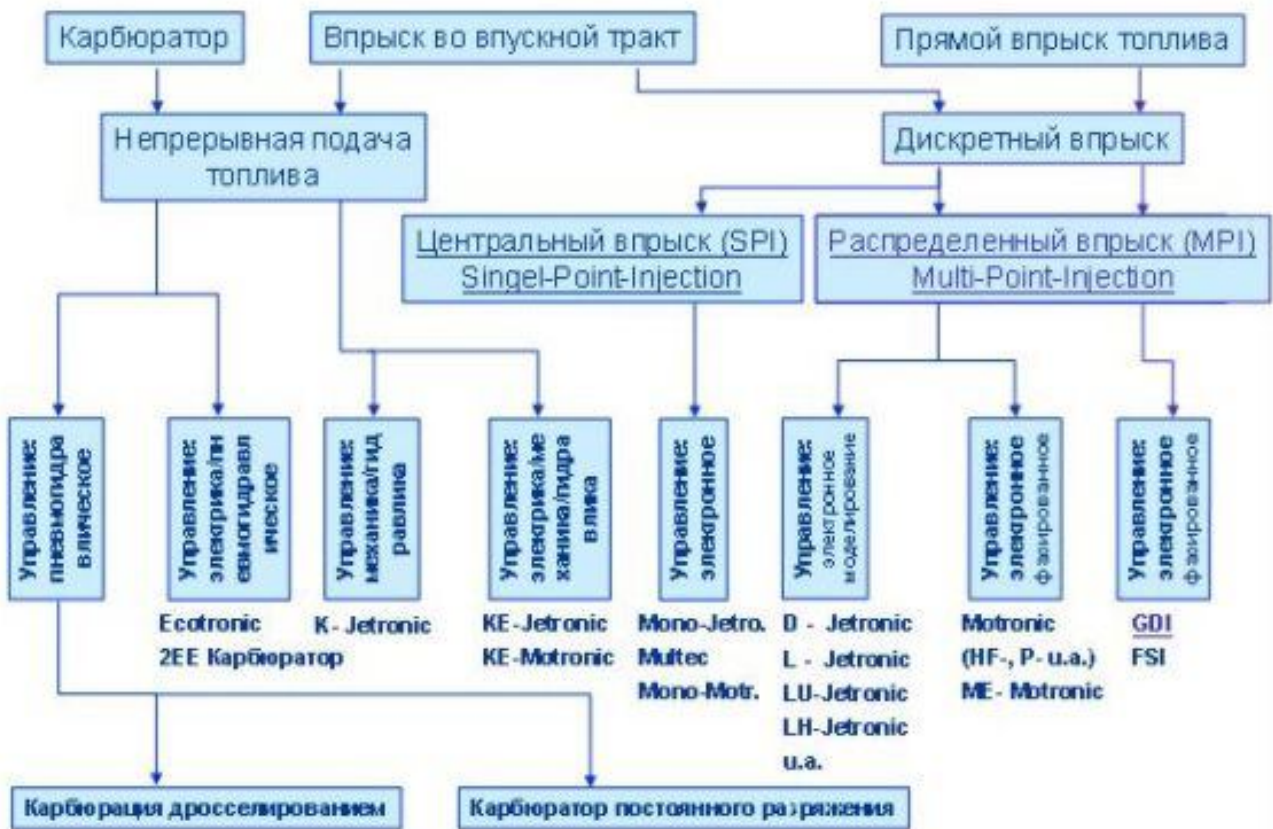 Карбюратор
Впрыск во впускной тракт
Прямой впрыск топлива
Непрерывная подача
топлива
Дискретный впрыск
Центральный впрыск (SPI)
Singel-Point-Injection
Распределенный впрыск (MPI)
Multi-Point-Injection
Управление:
пневмогидра
влическое
Управление:
электрика/пн
евмогидравл
ическое
Управление:
механика/гид
равлика
Управление:
электрика/ме
ханика/гидра
влика
Управление:
электронное
Управление:
электронное
моделирование
Управление:
электронное
фазированное
Управление:
электронное
фазированное
Ecotronic
2EE Карбюратор
K - Jetronic
KE-Jetronic
KE-Motronic
Mono-Jetro.
Multec
Mono-Motr.
D - Jetronic
L - Jetronic
LU-Jetronic
LH-Jetronic
u.a.
Motronic
(HF-, P- u.a.)
ME- Motronic
GDI
FSI
Карбюрация дросселированием
Карбюратор постоянного разряжения